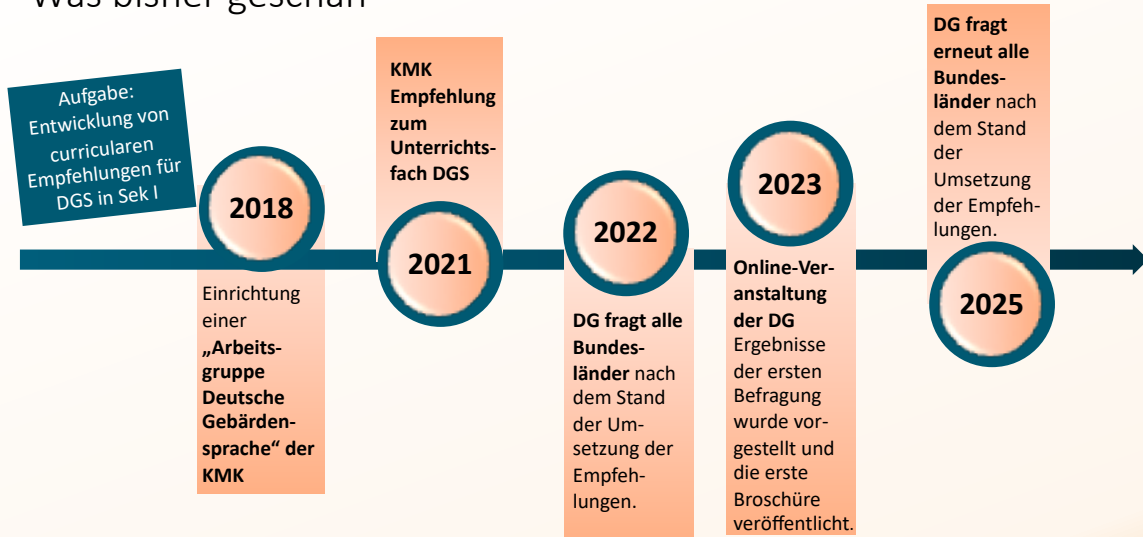 Was bisher geschah
Aufgabe:
Entwicklung von
curricularen
Empfehlungen für
DGS in Sek I
2018
Einrichtung
einer
„Arbeits-
gruppe
Deutsche
Gebärden-
sprache“ der
KMK
KMK
Empfehlung
zum
Unterrichts-
fach DGS
2021
2022
DG fragt alle
Bundes-
länder nach
dem Stand
der Um-
setzung der
Empfeh-
lungen.
2023
Online-Ver-
anstaltung
der DG
Ergebnisse
der ersten
Befragung
wurde vor-
gestellt und
die erste
Broschüre
veröffentlicht.
DG fragt
erneut alle
Bundes-
länder nach
dem Stand
der
Umsetzung
der Empfeh-
lungen.
2025